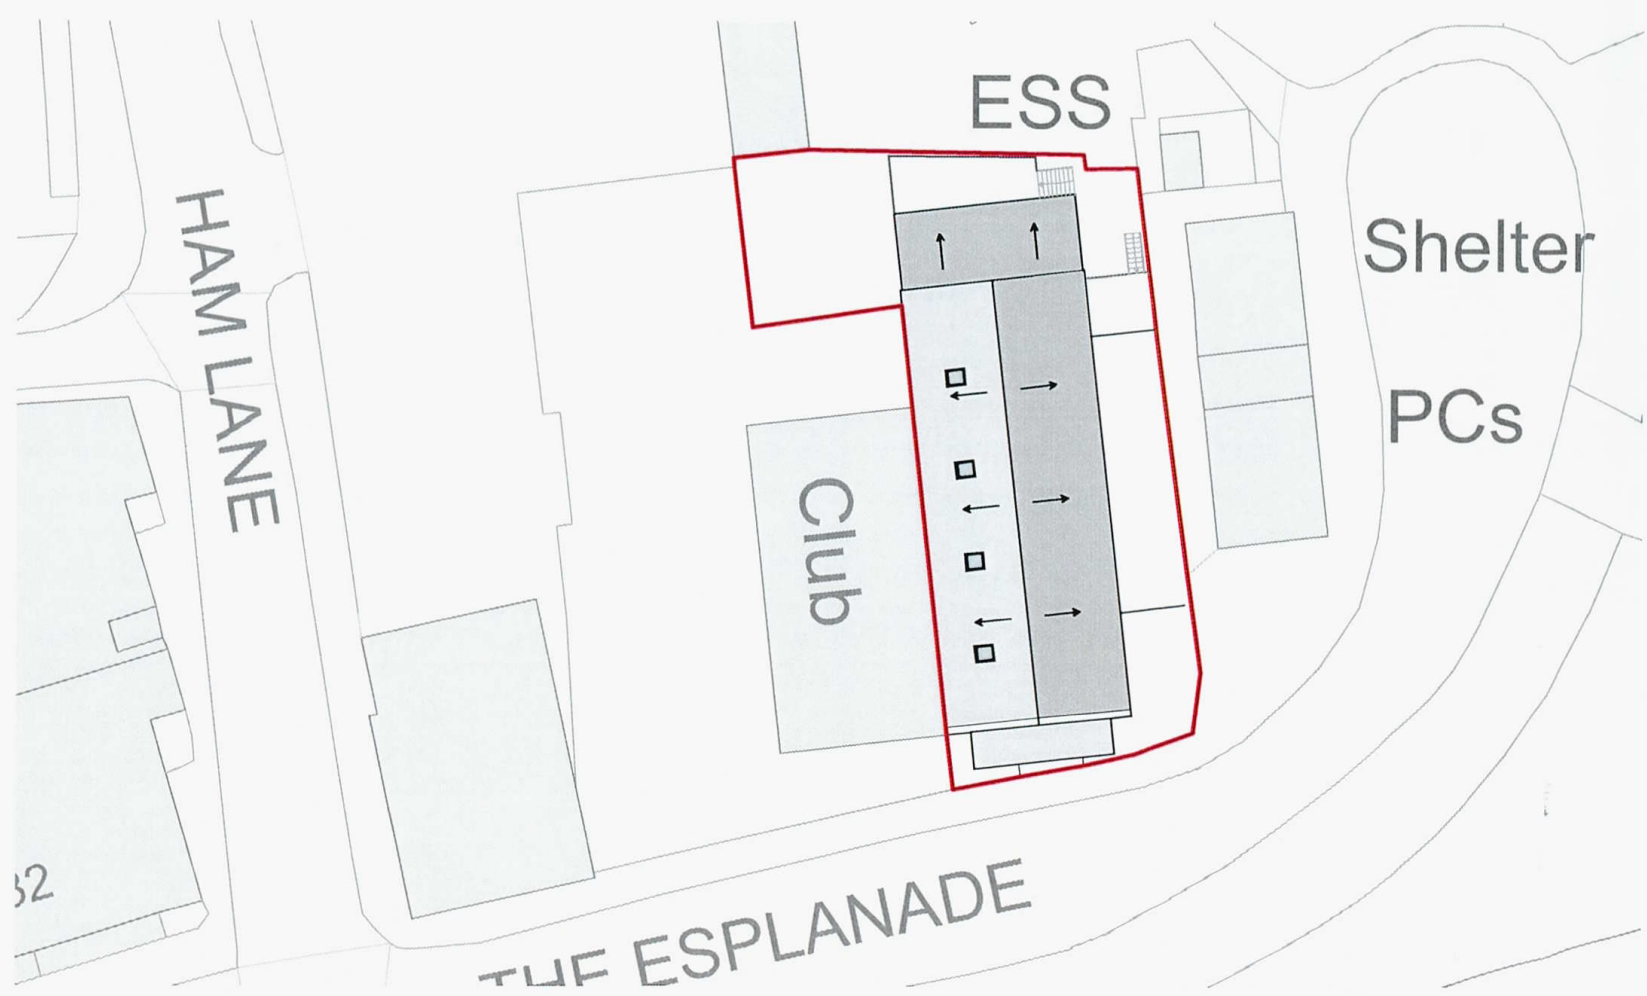 ESS
HAM LANE
Shelter
PCs
Club
THE ESPLANADE